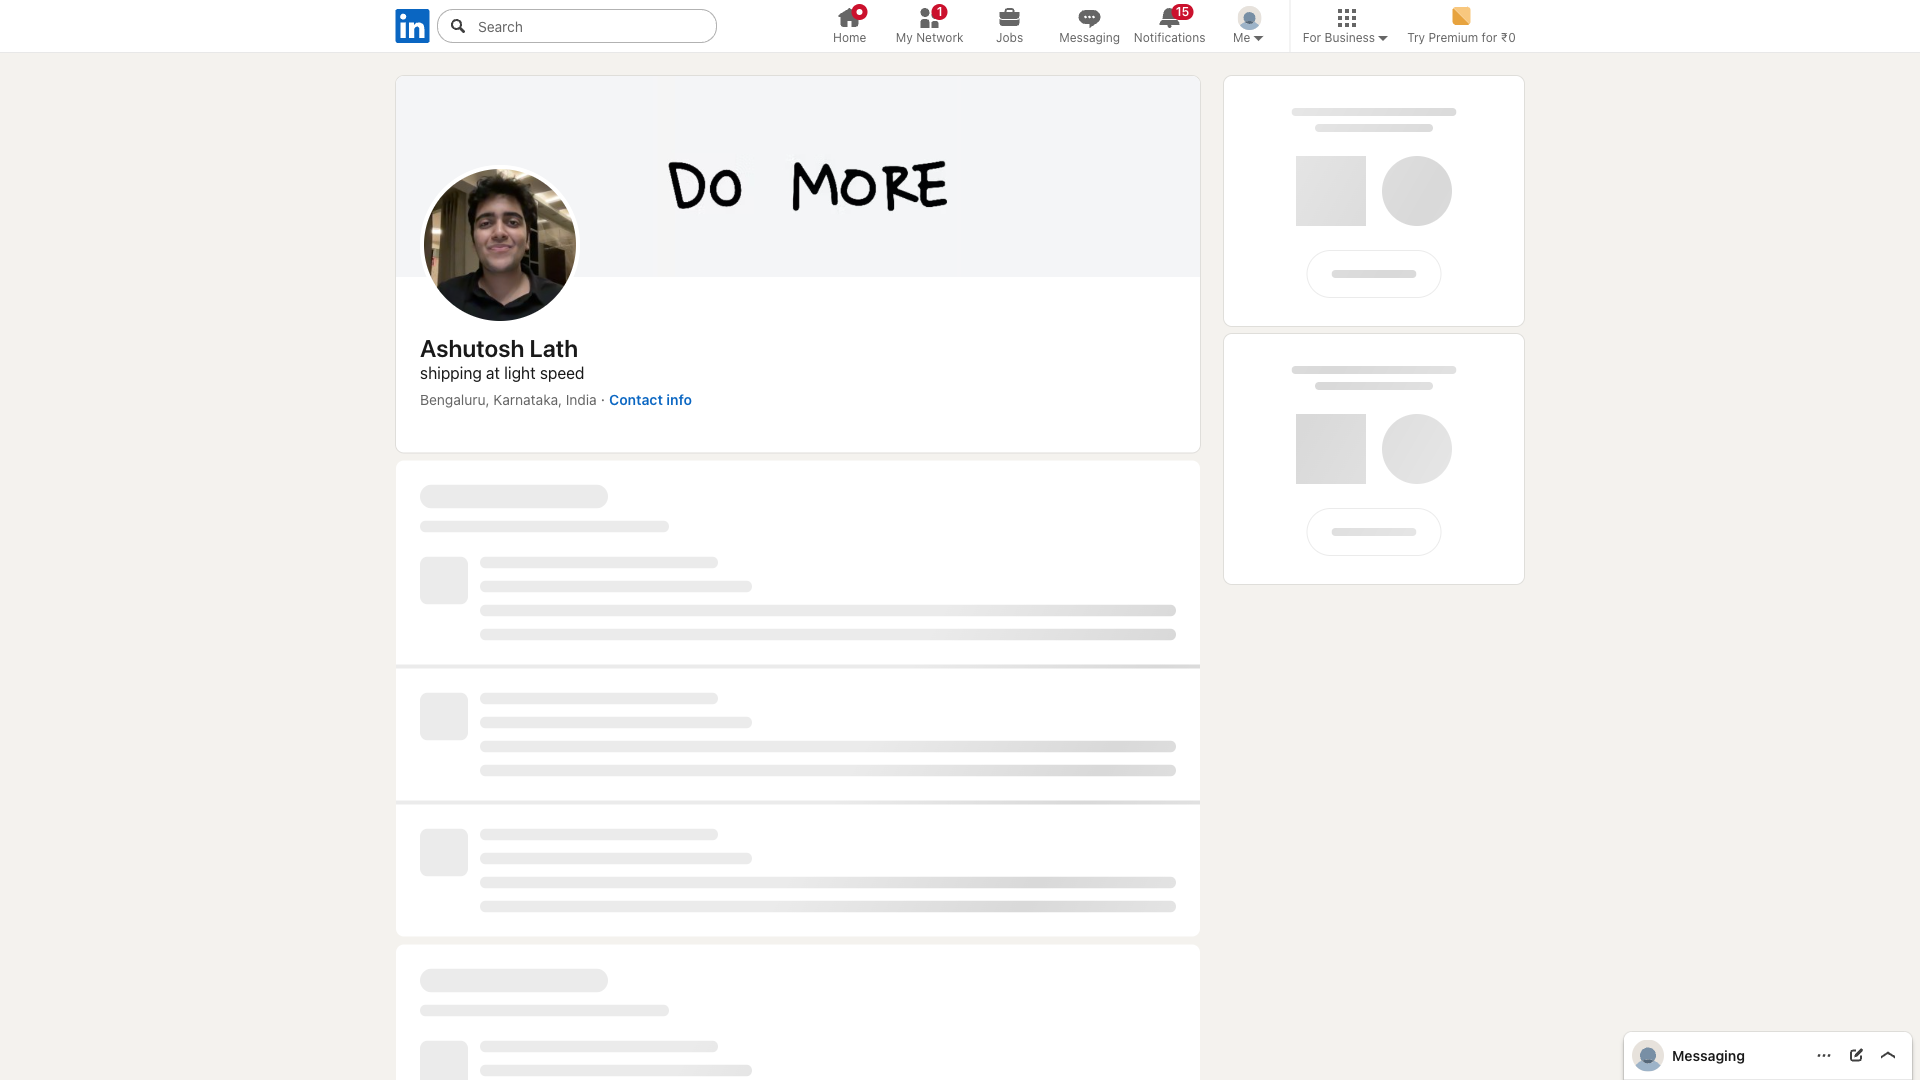 in
Search
Home
1
My Network
Jobs
Messaging
15
Notifications
Me
For Business
Try Premium for ₹0
DO MORE
Ashutosh Lath
shipping at light speed
Bengaluru, Karnataka, India · Contact info
Messaging